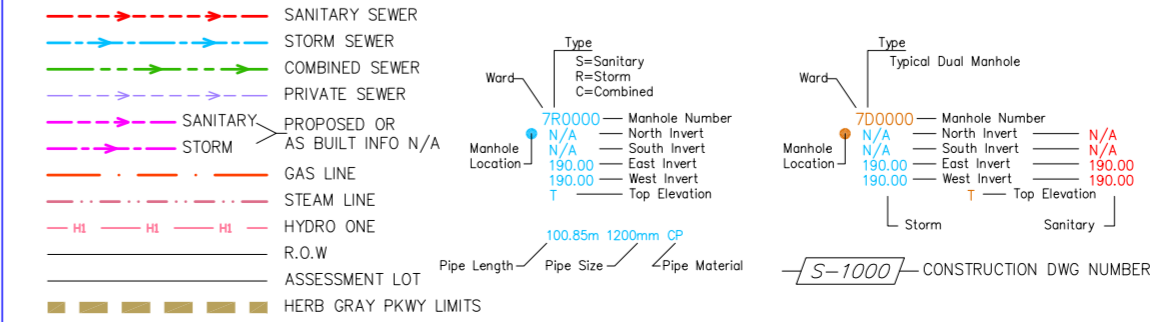 SANITARY SEWER
STORM SEWER
COMBINED SEWER
PRIVATE SEWER
SANITARY
STORM
PROPOSED OR
AS BUILT INFO N/A
GAS LINE
STEAM LINE
H1 H1 H1 HYDRO ONE
R.O.W
ASSESSMENT LOT
HERB GRAY PKWY LIMITS
Type
S=Sanitary
R=Storm
C=Combined
Ward
7R0000 Manhole Number
N/A North Invert
N/A South Invert
190.00 East Invert
190.00 West Invert
T Top Elevation
Manhole
Location
100.85m 1200mm CP
Pipe Length Pipe Size Pipe Material
Type
Typical Dual Manhole
Ward
7D0000 Manhole Number
N/A North Invert N/A
N/A South Invert N/A
190.00 East Invert 190.00
190.00 West Invert 190.00
T Top Elevation
Manhole
Location
Storm Sanitary
S-1000 CONSTRUCTION DWG NUMBER